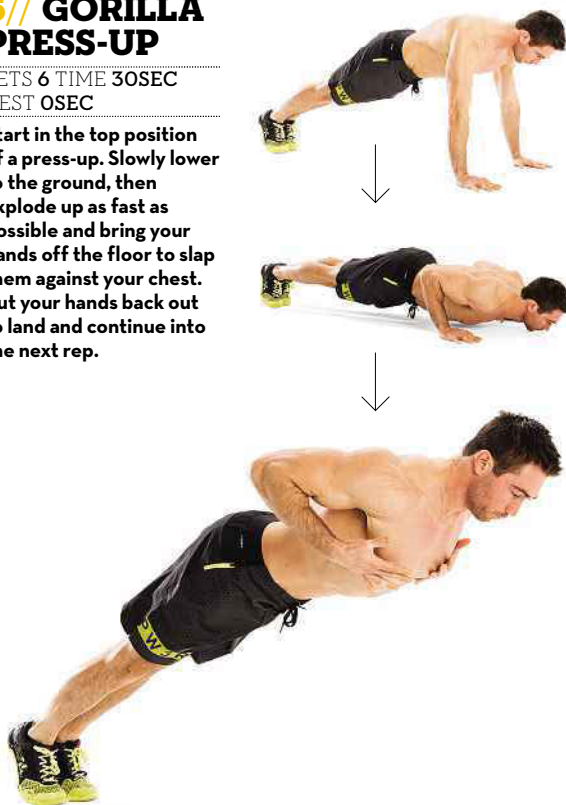 // GORILLA
PRESS-UP
ETS 6 TIME 30SEC
EST 0SEC
tart in the top position
f a press-up. Slowly lower
o the ground, then
xplode up as fast as
ossible and bring your
ands off the floor to slap
hem against your chest.
ut your hands back out
o land and continue into
he next rep.